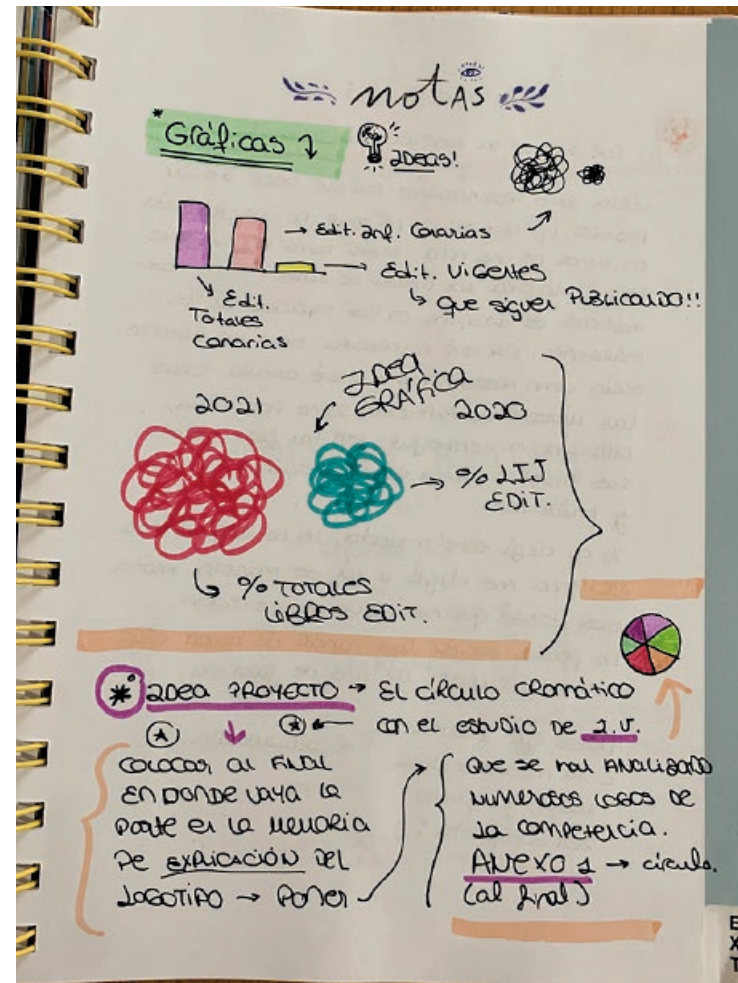 notas
* Gráficas
IDeas!
→ Edit. Inf. Canarias
→ Edit. Vigentes
↳ que siguen PUBLICANDO!!
↳ Edit.
Totales
Canarias
IDea
GRÁFICA
2021
2020
→ % LIJ
EDIT.
↳ % TOTALES
LIBROS EDIT.
* IDea PROYECTO → EL círculo cromático
con el estudio de I.V.
colocar al final
en donde vaya la
parte en la memoria
de explicación del
logotipo → poner
que se han analizado
numerosos logos de
la competencia.
ANEXO 1 → círculo.
(al final)
E
X
T